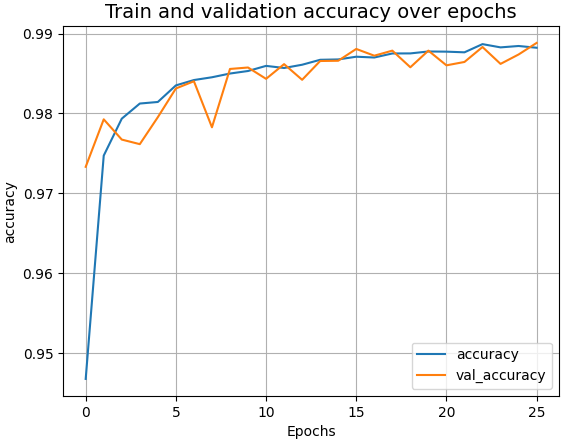 Train and validation accuracy over epochs
0.99
0.98
0.97
0.96
0.95
accuracy
accuracy
val_accuracy
0 5 10 15 20 25
Epochs